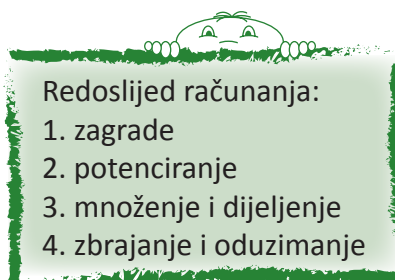 Redoslijed računanja:
1. zagrade
2. potenciranje
3. množenje i dijeljenje
4. zbrajanje i oduzimanje